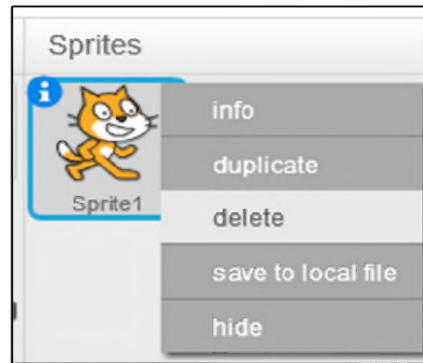 Sprites
info
duplicate
delete
Sprite1
save to local file
hide